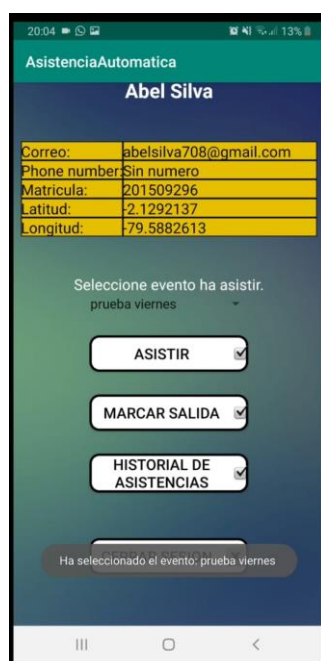 20:04 13%
AsistenciaAutomatica
Abel Silva
Correo: abelsilva708@gmail.com
Phone number: Sin numero
Matricula: 201509296
Latitud: -2.1292137
Longitud: -79.5882613
Seleccione evento ha asistir.
prueba viernes
ASISTIR
MARCAR SALIDA
HISTORIAL DE
ASISTENCIAS
CERRAR SESION
Ha seleccionado el evento: prueba viernes